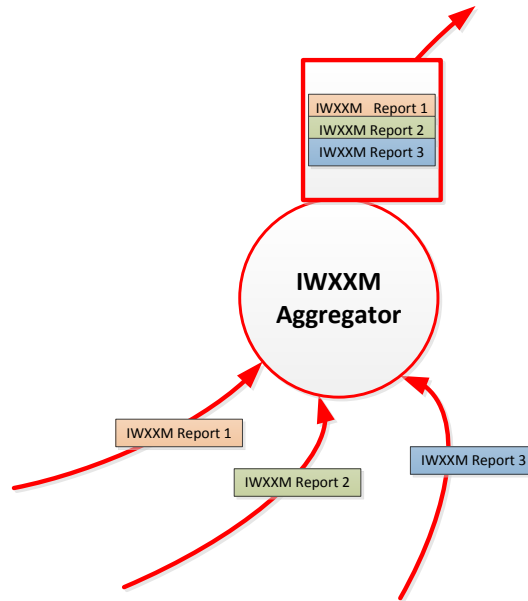 IWXXM Report 1
IWXXM Report 2
IWXXM Report 3
IWXXM
Aggregator
IWXXM Report 1
IWXXM Report 2
IWXXM Report 3